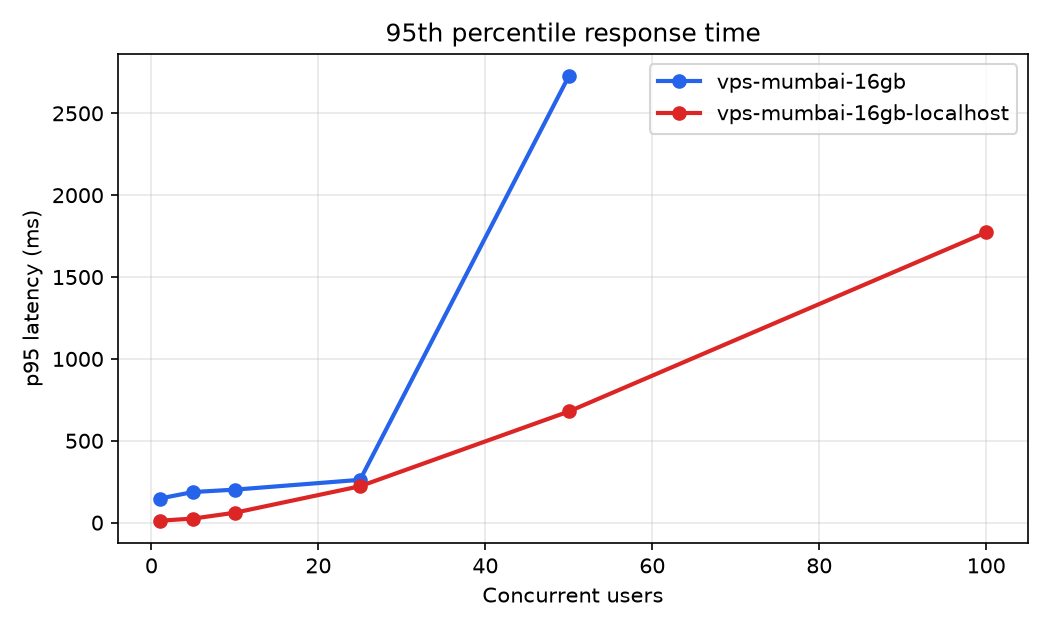 95th percentile response time
vps-mumbai-16gb
vps-mumbai-16gb-localhost
p95 latency (ms)
2500
2000
1500
1000
500
0
0 20 40 60 80 100
Concurrent users